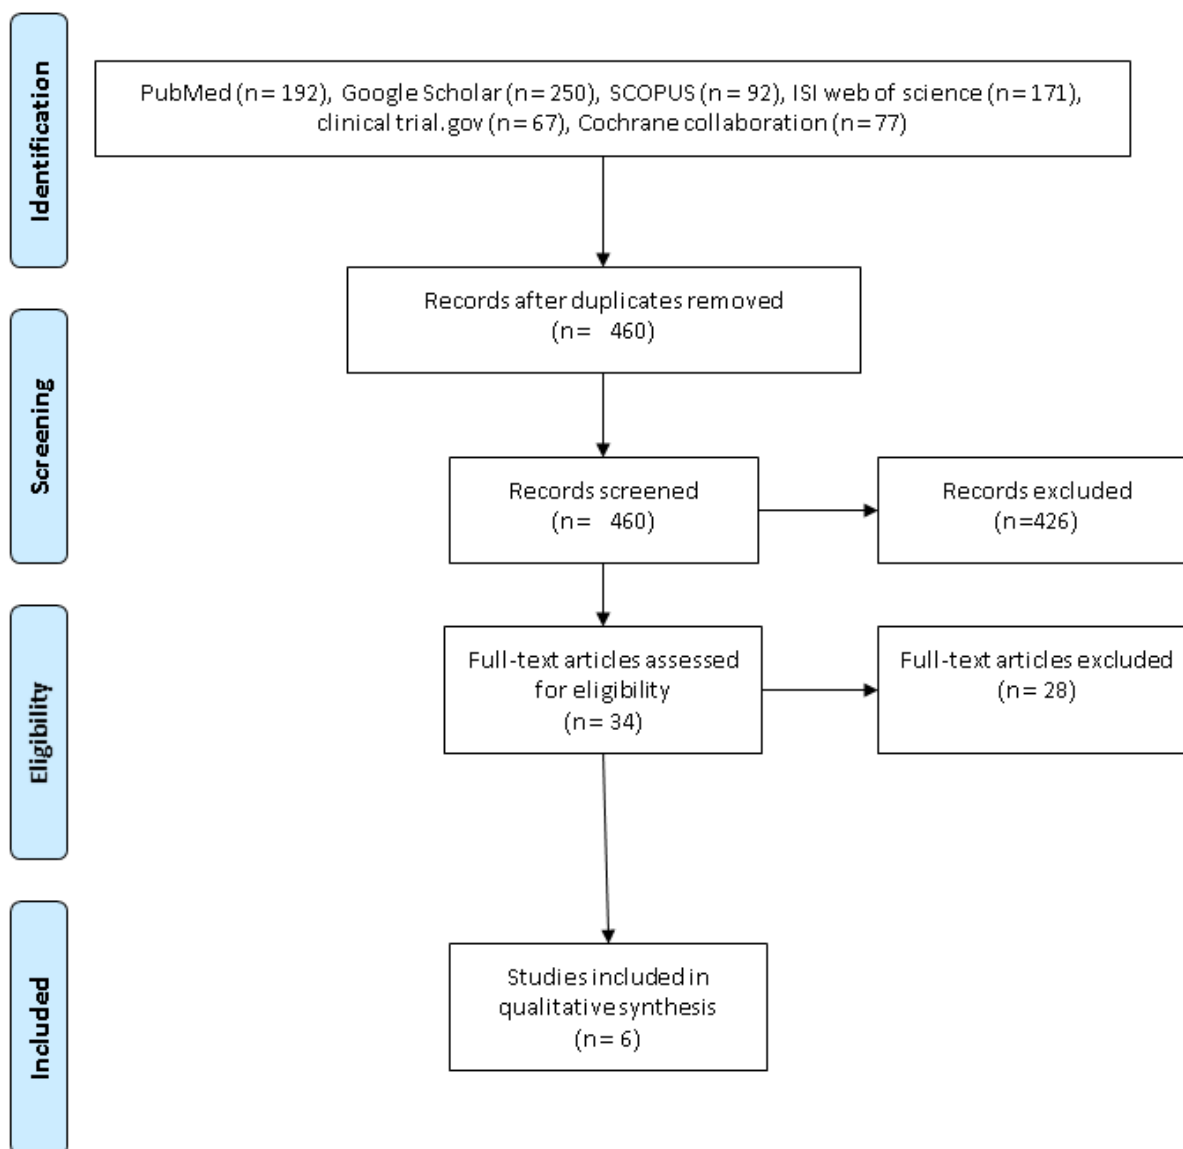 Identification
PubMed (n = 192), Google Scholar (n = 250), SCOPUS (n = 92), ISI web of science (n = 171),
clinical trial.gov (n = 67), Cochrane collaboration (n =77)
Records after duplicates removed
(n = 460)
Screening
Records screened
(n = 460)
Records excluded
(n=426)
Eligibility
Full-text articles assessed
for eligibility
(n = 34)
Full-text articles excluded
(n = 28)
Included
Studies included in
qualitative synthesis
(n = 6)